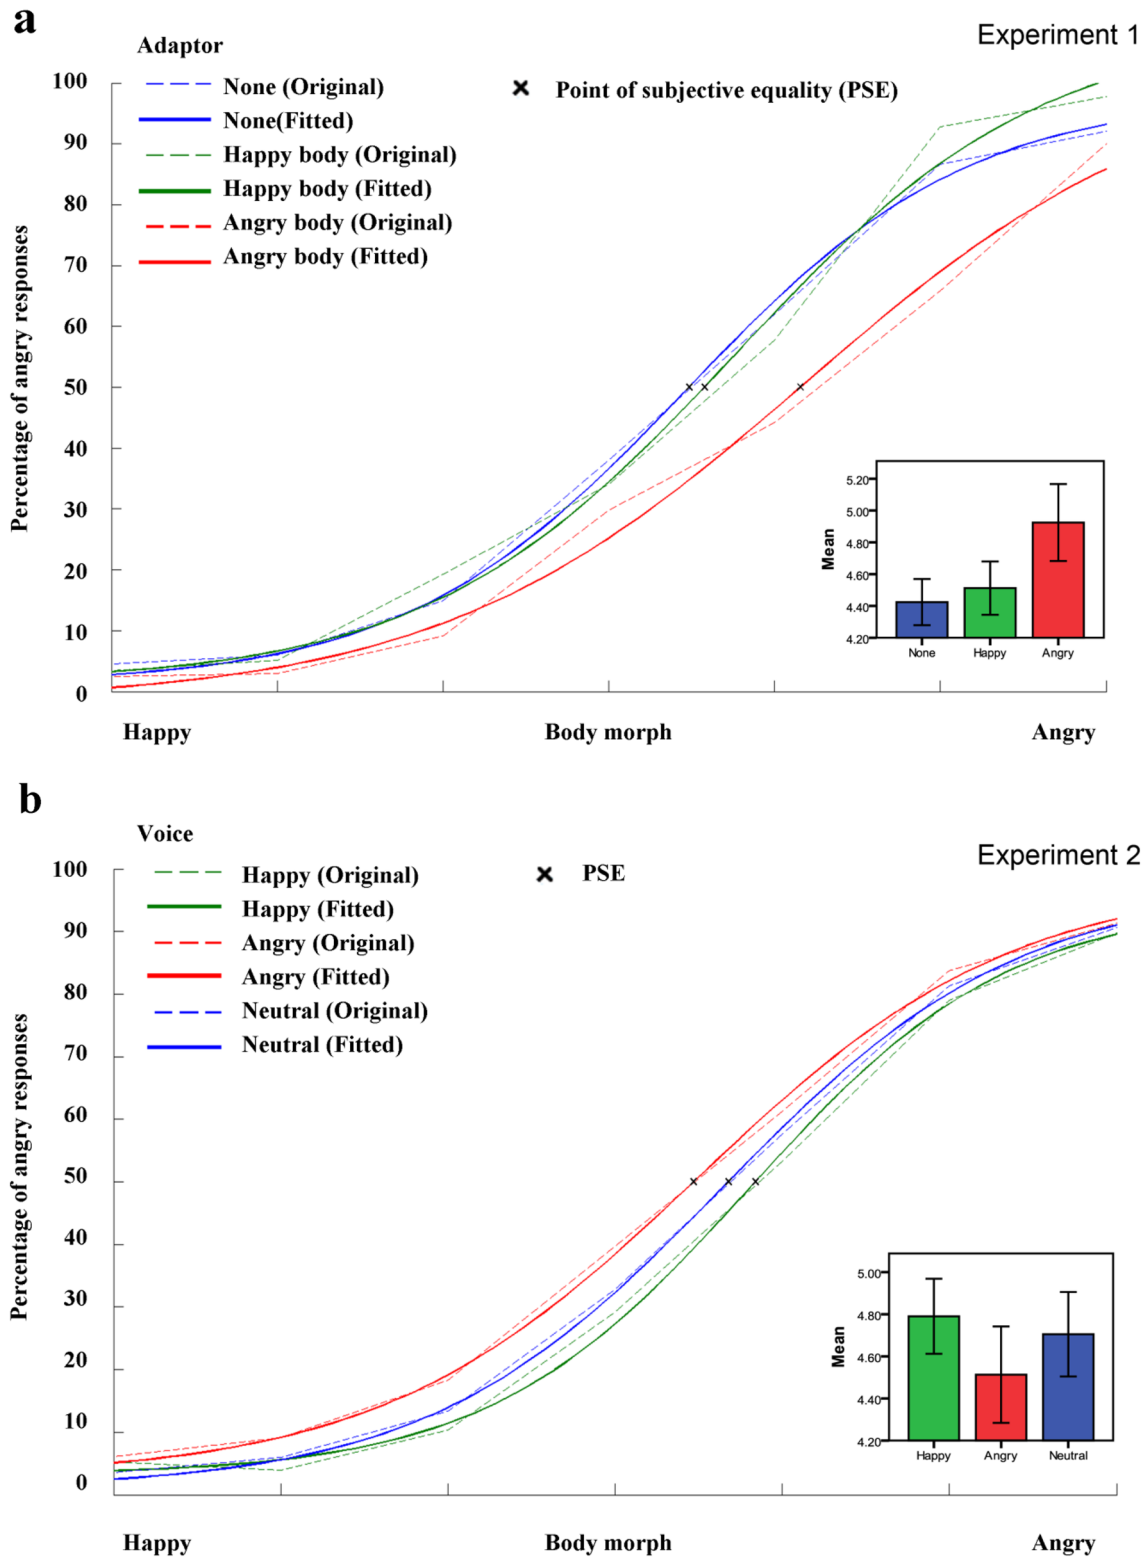 a
Experiment 1
Adaptor
None (Original)
None(Fitted)
Happy body (Original)
Happy body (Fitted)
Angry body (Original)
Angry body (Fitted)
Point of subjective equality (PSE)
Percentage of angry responses
100
90
80
70
60
50
40
30
20
10
0
Happy
Body morph
Angry
Mean
5.20
5.00
4.80
4.60
4.40
4.20
None
Happy
Angry
b
Experiment 2
Voice
Happy (Original)
Happy (Fitted)
Angry (Original)
Angry (Fitted)
Neutral (Original)
Neutral (Fitted)
PSE
Percentage of angry responses
100
90
80
70
60
50
40
30
20
10
0
Happy
Body morph
Angry
Mean
5.00
4.80
4.60
4.40
4.20
Happy
Angry
Neutral